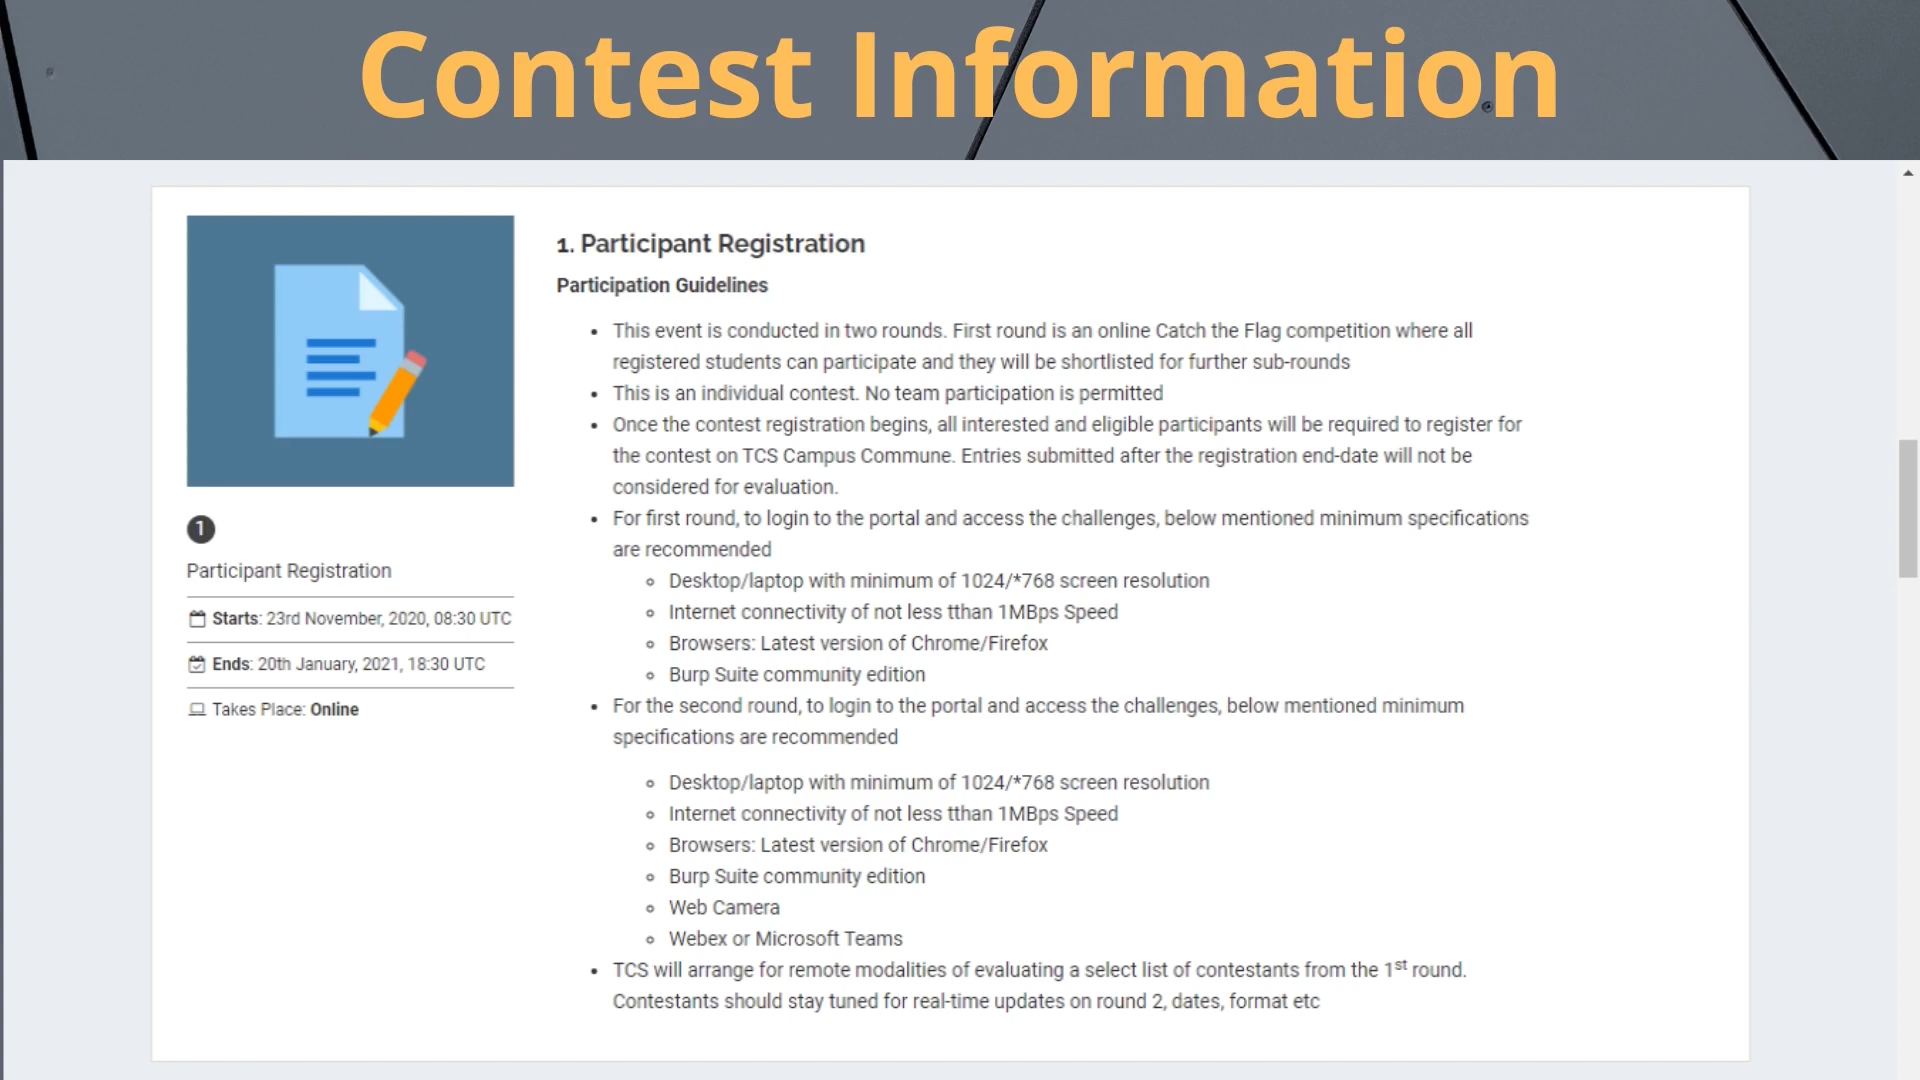 Contest Information
1
Participant Registration
Starts: 23rd November, 2020, 08:30 UTC
Ends: 20th January, 2021, 18:30 UTC
Takes Place: Online
1. Participant Registration
Participation Guidelines
• This event is conducted in two rounds. First round is an online Catch the Flag competition where all
registered students can participate and they will be shortlisted for further sub-rounds
• This is an individual contest. No team participation is permitted
• Once the contest registration begins, all interested and eligible participants will be required to register for
the contest on TCS Campus Commune. Entries submitted after the registration end-date will not be
considered for evaluation.
• For first round, to login to the portal and access the challenges, below mentioned minimum specifications
are recommended
◦ Desktop/laptop with minimum of 1024/*768 screen resolution
◦ Internet connectivity of not less tthan 1MBps Speed
◦ Browsers: Latest version of Chrome/Firefox
◦ Burp Suite community edition
• For the second round, to login to the portal and access the challenges, below mentioned minimum
specifications are recommended
◦ Desktop/laptop with minimum of 1024/*768 screen resolution
◦ Internet connectivity of not less tthan 1MBps Speed
◦ Browsers: Latest version of Chrome/Firefox
◦ Burp Suite community edition
◦ Web Camera
◦ Webex or Microsoft Teams
• TCS will arrange for remote modalities of evaluating a select list of contestants from the 1st round.
Contestants should stay tuned for real-time updates on round 2, dates, format etc